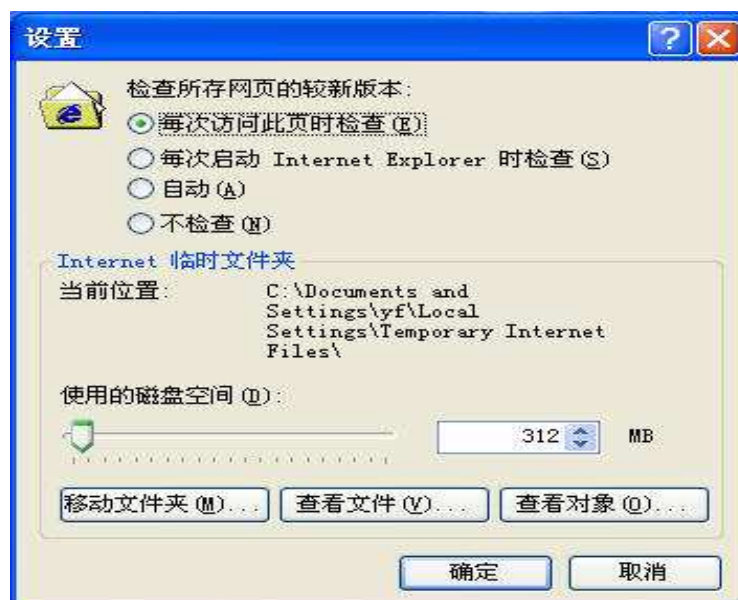 设置
检查所存网页的较新版本:
每次访问此页时检查(E)
每次启动 Internet Explorer 时检查(S)
自动(A)
不检查(N)
Internet 临时文件夹
当前位置: C:\Documents and
Settings\yf\Local
Settings\Temporary Internet
Files\
使用的磁盘空间(D):
312 MB
移动文件夹(M)... 查看文件(V)... 查看对象(O)...
确定 取消